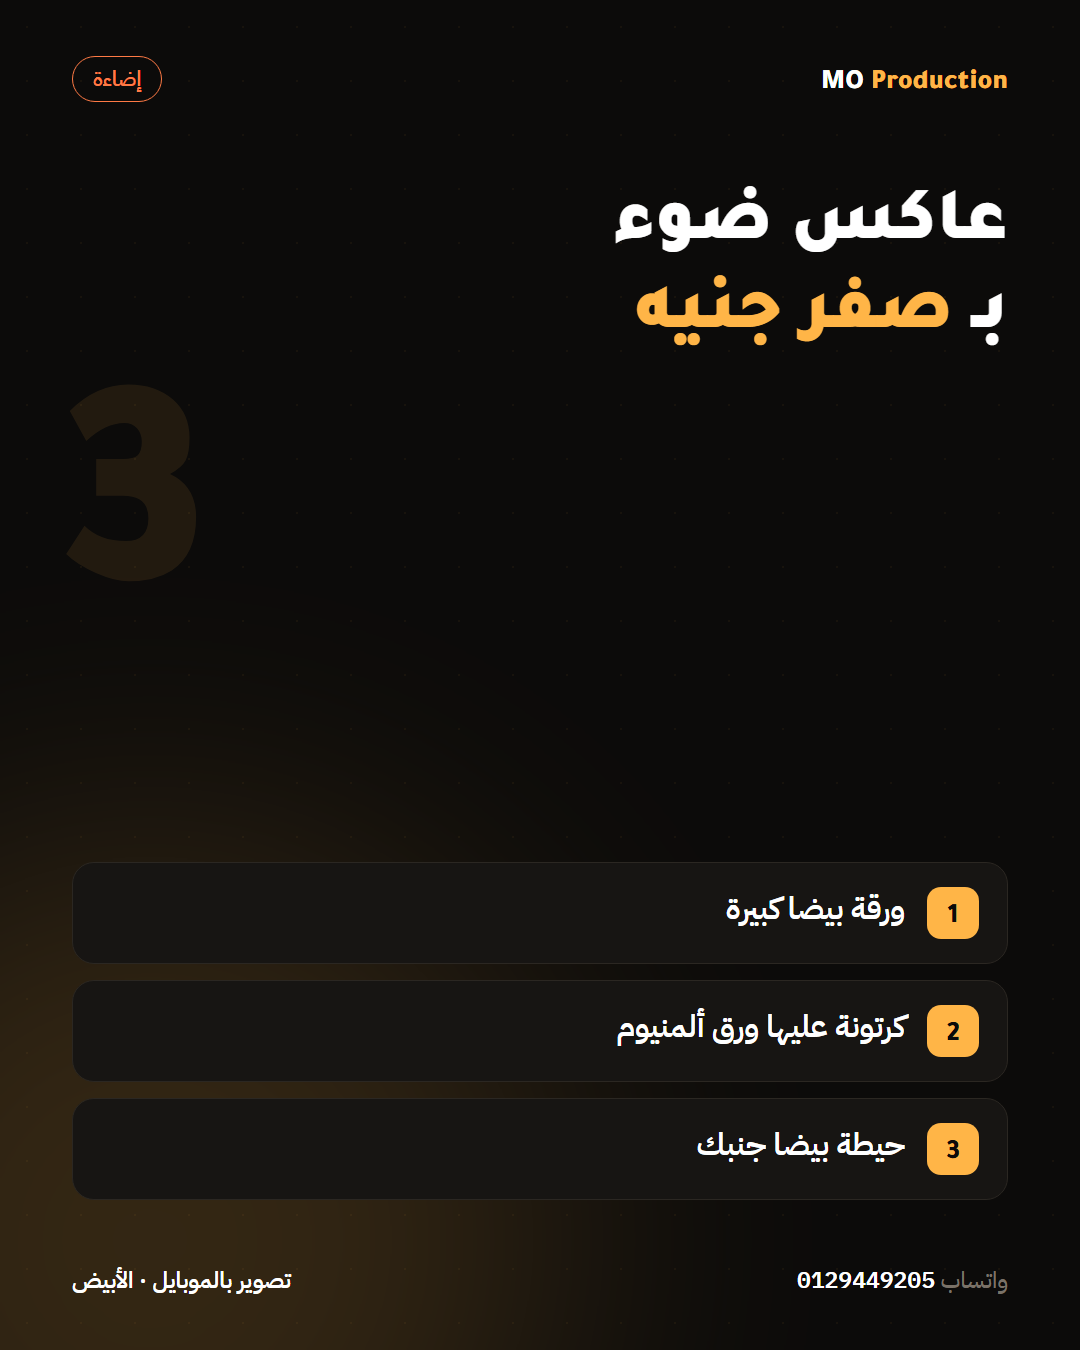 MO Production
إضاءة
عاكس ضوء
بـ صفر جنيه
3
1 ورقة بيضا كبيرة
2 كرتونة عليها ورق ألمنيوم
3 حيطة بيضا جنبك
واتساب 0129449205
تصوير بالموبايل · الأبيض